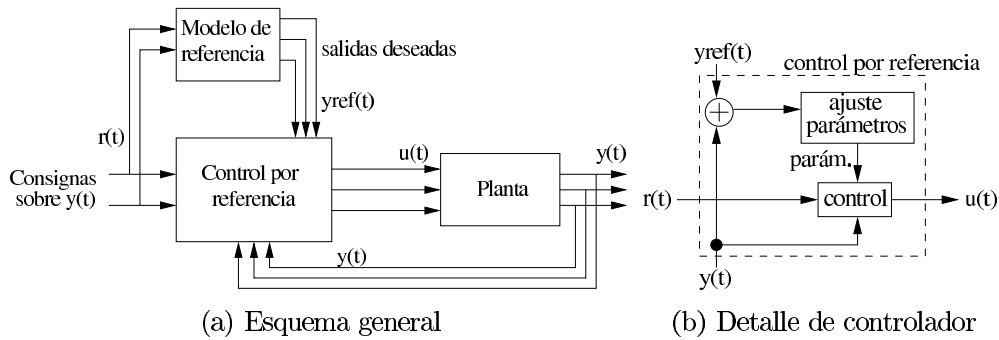 Modelo de
referencia
salidas deseadas
yref(t)
r(t)
Consignas
sobre y(t)
Control por
referencia
u(t)
Planta
y(t)
y(t)
(a) Esquema general
yref(t)
control por referencia
ajuste
parámetros
parám.
r(t)
control
u(t)
y(t)
(b) Detalle de controlador